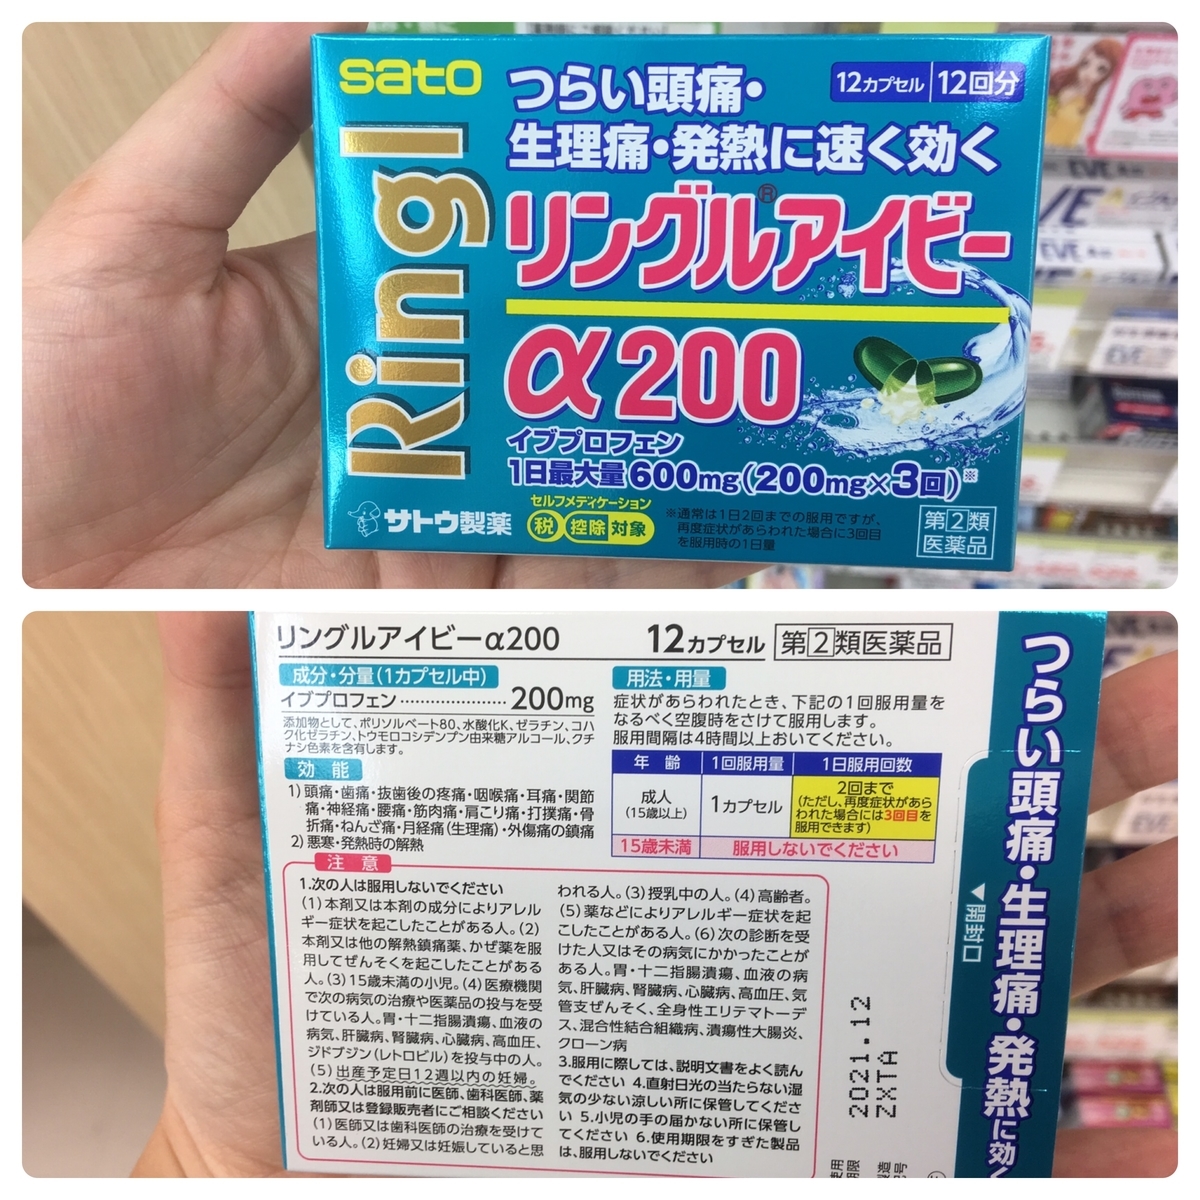 sato
Ringl
つらい頭痛・
生理痛・発熱に速く効く
12カプセル 12回分
リングルアイビー®
α200
イブプロフェン
1日最大量600mg(200mg×3回)※
セルフメディケーション
税 控除 対象
サトウ製薬
※通常は1日2回までの服用ですが、
再度症状があらわれた場合に3回目
を服用時の1日量
第②類
医薬品
EVE
リングルアイビーα200 12カプセル 第②類医薬品
成分・分量(1カプセル中)
イブプロフェン………………200mg
添加物として、ポリソルベート80、水酸化K、ゼラチン、コハ
ク化ゼラチン、トウモロコシデンプン由来糖アルコール、クチ
ナシ色素を含有します。
効能
1)頭痛・歯痛・抜歯後の疼痛・咽喉痛・耳痛・関節
痛・神経痛・腰痛・筋肉痛・肩こり痛・打撲痛・骨
折痛・ねんざ痛・月経痛(生理痛)・外傷痛の鎮痛
2)悪寒・発熱時の解熱
用法・用量
症状があらわれたとき、下記の1回服用量を
なるべく空腹時をさけて服用します。
服用間隔は4時間以上おいてください。
年齢 1回服用量 1日服用回数
成人
(15歳以上)
1カプセル
2回まで
(ただし、再度症状があら
われた場合には3回目を
服用できます)
15歳未満 服用しないでください
注意
1.次の人は服用しないでください
(1)本剤又は本剤の成分によりアレル
ギー症状を起こしたことがある人。(2)
本剤又は他の解熱鎮痛薬、かぜ薬を服
用してぜんそくを起こしたことがある
人。(3)15歳未満の小児。(4)医療機関
で次の病気の治療や医薬品の投与を受
けている人。胃・十二指腸潰瘍、血液の
病気、肝臓病、腎臓病、心臓病、高血圧、
ジドブジン(レトロビル)を投与中の人。
(5)出産予定日12週以内の妊婦。
2.次の人は服用前に医師、歯科医師、薬
剤師又は登録販売者にご相談ください
(1)医師又は歯科医師の治療を受けて
いる人。(2)妊婦又は妊娠していると思
われる人。(3)授乳中の人。(4)高齢者。
(5)薬などによりアレルギー症状を起
こしたことがある人。(6)次の診断を受
けた人又はその病気にかかったことが
ある人。胃・十二指腸潰瘍、血液の病
気、肝臓病、腎臓病、心臓病、高血圧、気
管支ぜんそく、全身性エリテマトーデ
ス、混合性結合組織病、潰瘍性大腸炎、
クローン病
3.服用に際しては、説明文書をよく読ん
でください 4.直射日光の当たらない湿
気の少ない涼しい所に保管してくださ
い 5.小児の手の届かない所に保管し
てください 6.使用期限をすぎた製品
は、服用しないでください
2021.12
ZXTA
▼開封口
つらい頭痛・生理痛・発熱に効